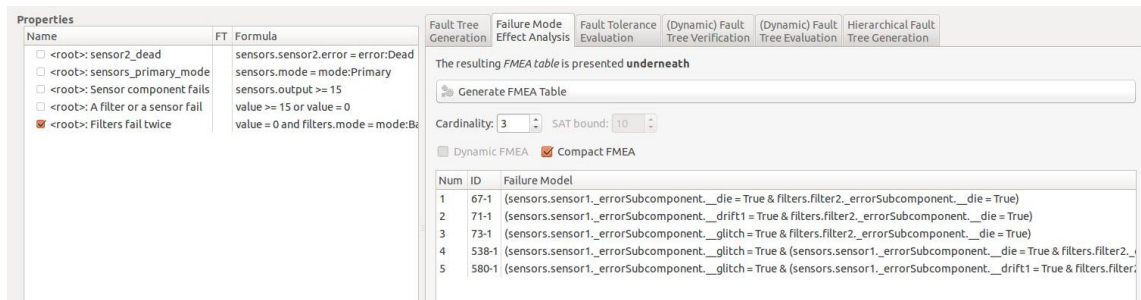 Properties
Name FT Formula
<root>: sensor2_dead sensors.sensor2.error = error:Dead
<root>: sensors_primary_mode sensors.mode = mode:Primary
<root>: Sensor component fails sensors.output >= 15
<root>: A filter or a sensor fail value >= 15 or value = 0
<root>: Filters fail twice value = 0 and filters.mode = mode:Ba
Fault Tree Generation
Failure Mode Effect Analysis
Fault Tolerance Evaluation
(Dynamic) Fault Tree Verification
(Dynamic) Fault Tree Evaluation
Hierarchical Fault Tree Generation
The resulting FMEA table is presented underneath
Generate FMEA Table
Cardinality: 3 SAT bound: 10
Dynamic FMEA Compact FMEA
Num ID Failure Model
1 67-1 (sensors.sensor1._errorSubcomponent.__die = True & filters.filter2._errorSubcomponent.__die = True)
2 71-1 (sensors.sensor1._errorSubcomponent.__drift1 = True & filters.filter2._errorSubcomponent.__die = True)
3 73-1 (sensors.sensor1._errorSubcomponent.__glitch = True & filters.filter2._errorSubcomponent.__die = True)
4 538-1 (sensors.sensor1._errorSubcomponent.__glitch = True & (sensors.sensor1._errorSubcomponent.__die = True & filters.filter2._
5 580-1 (sensors.sensor1._errorSubcomponent.__glitch = True & (sensors.sensor1._errorSubcomponent.__drift1 = True & filters.filter